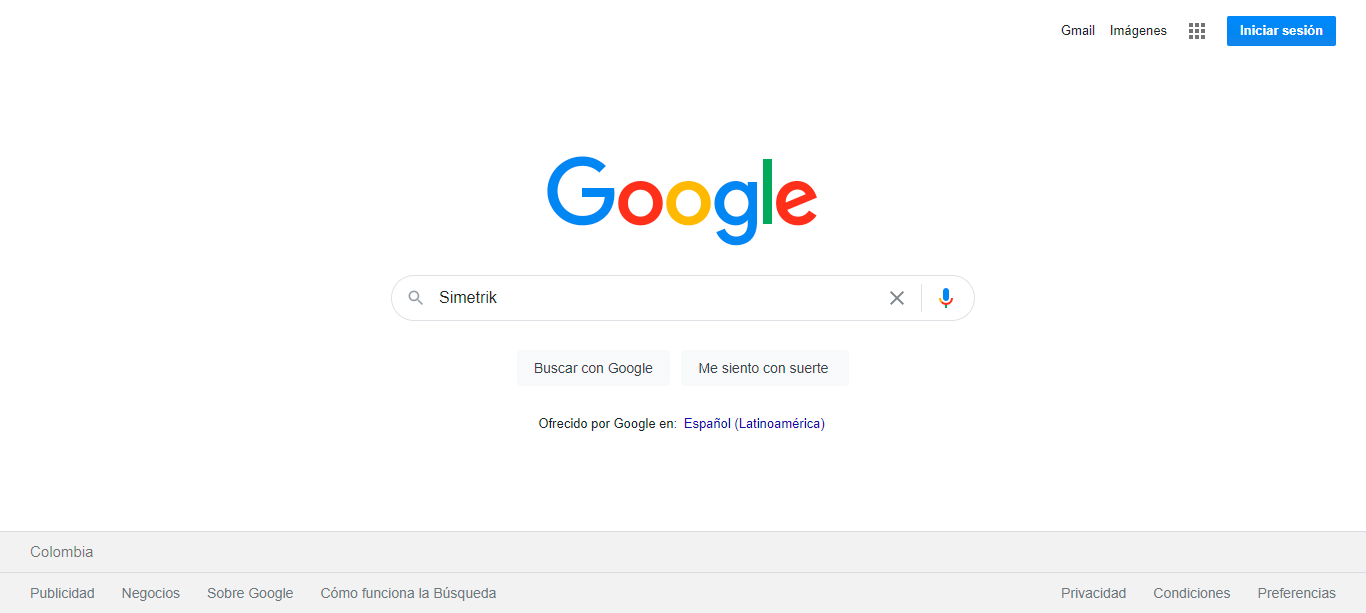 Gmail Imágenes Iniciar sesión
Google
Simetrik
Buscar con Google Me siento con suerte
Ofrecido por Google en: Español (Latinoamérica)
Colombia
Publicidad Negocios Sobre Google Cómo funciona la Búsqueda Privacidad Condiciones Preferencias